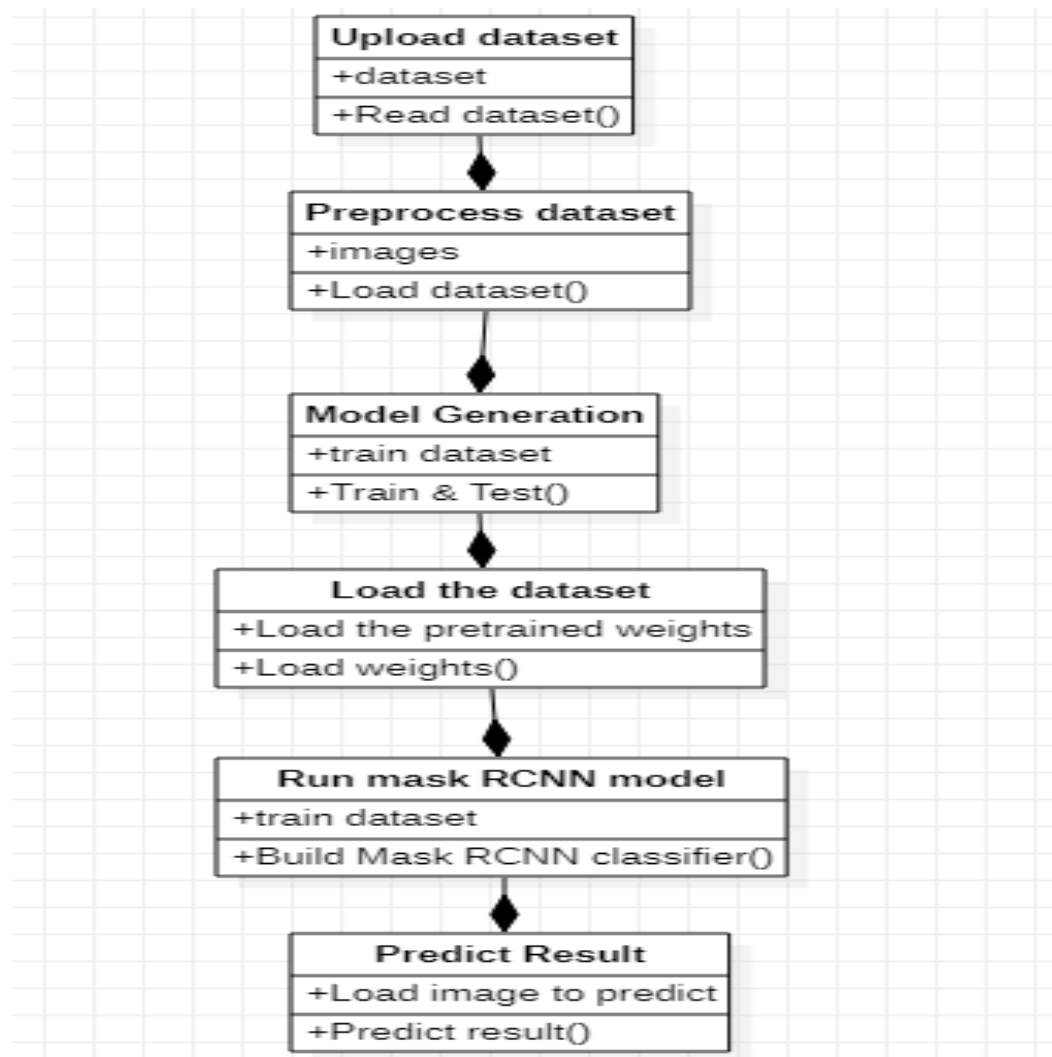 Upload dataset
+dataset
+Read dataset()
Preprocess dataset
+images
+Load dataset()
Model Generation
+train dataset
+Train & Test()
Load the dataset
+Load the pretrained weights
+Load weights()
Run mask RCNN model
+train dataset
+Build Mask RCNN classifier()
Predict Result
+Load image to predict
+Predict result()